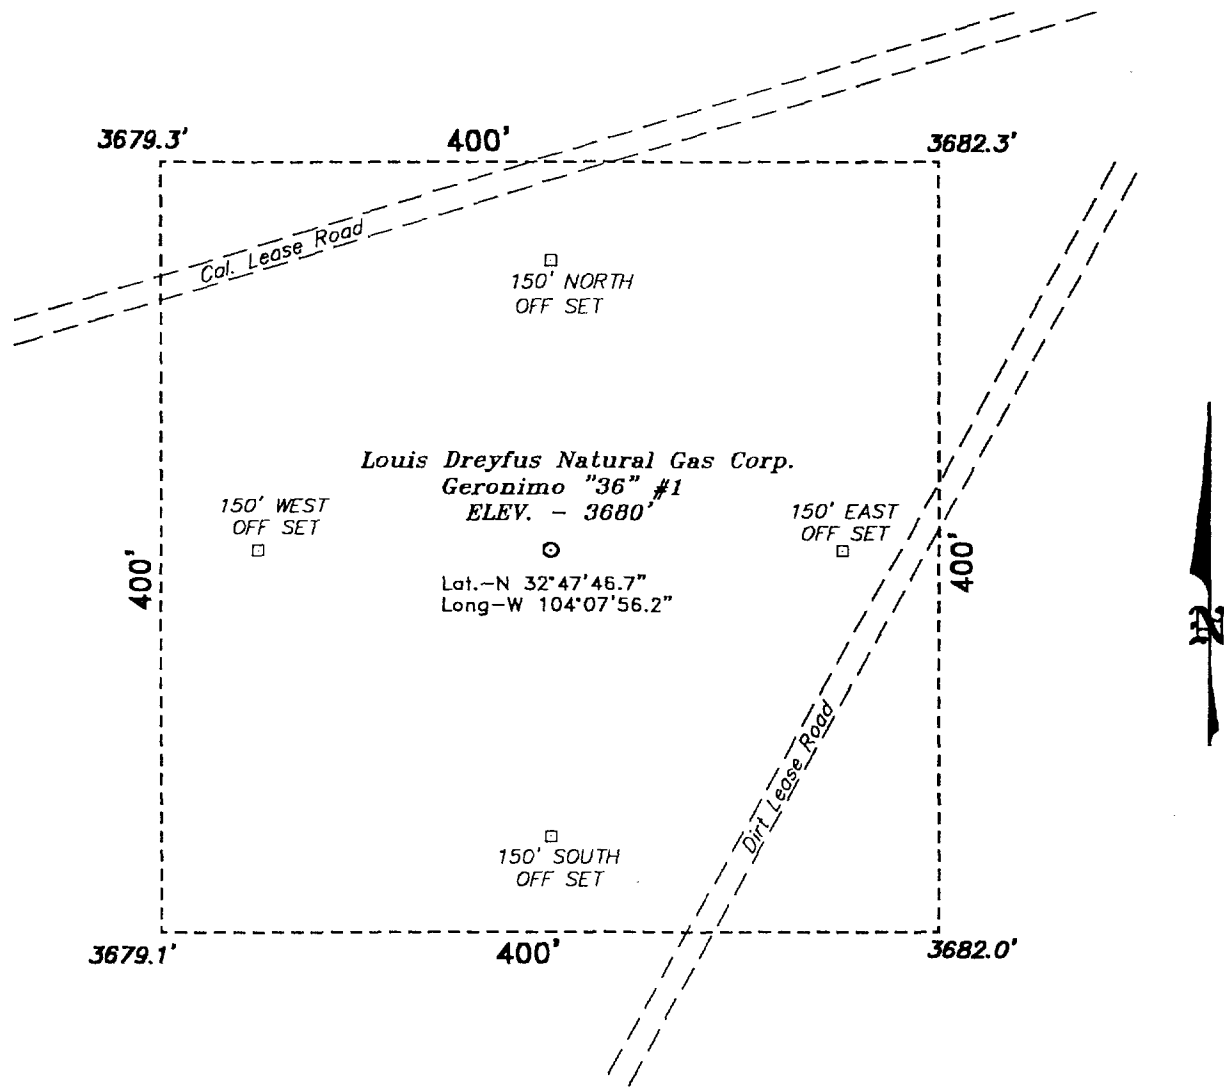 3679.3' 400' 3682.3'
Cal. Lease Road
150' NORTH
OFF SET
Louis Dreyfus Natural Gas Corp.
Geronimo "36" #1
ELEV. - 3680'
150' WEST
OFF SET
150' EAST
OFF SET
400'
400'
Lat.-N 32°47'46.7"
Long-W 104°07'56.2"
N
Dirt Lease Road
150' SOUTH
OFF SET
3679.1' 400' 3682.0'